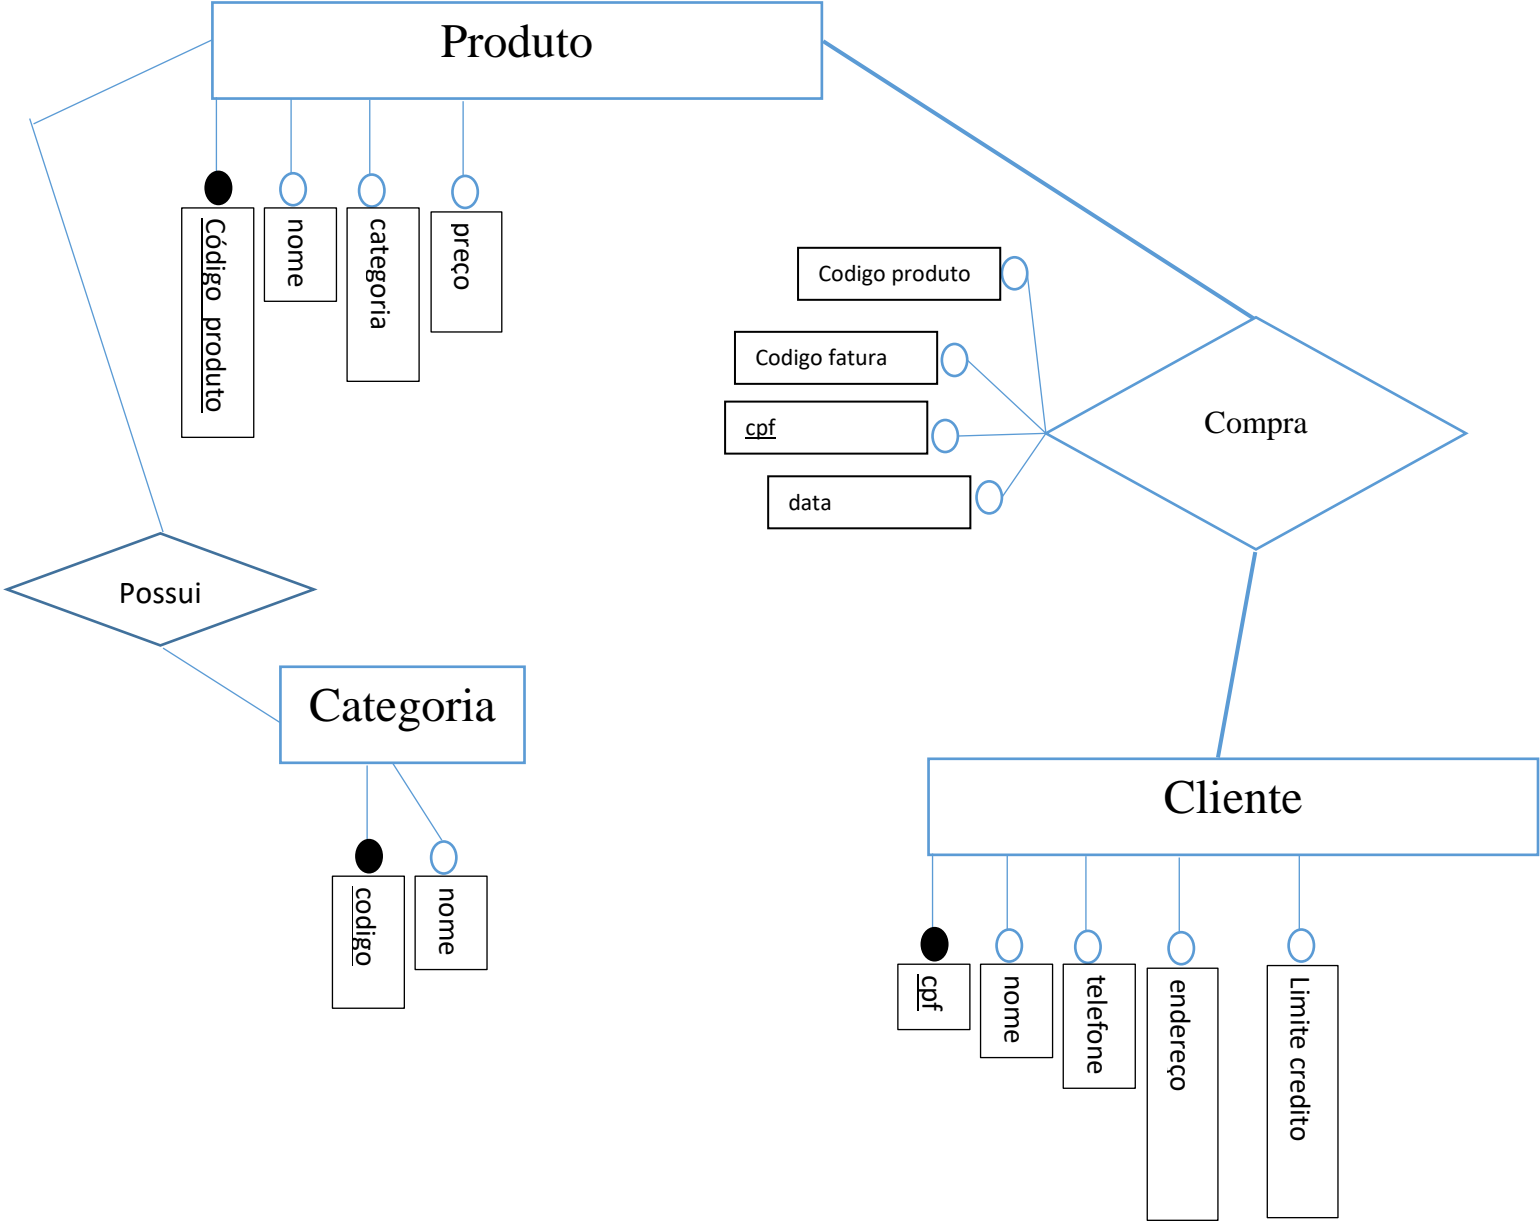 Produto
Código produto
nome
categoria
preço
Codigo produto
Codigo fatura
cpf
data
Compra
Possui
Categoria
codigo
nome
Cliente
cpf
nome
telefone
endereço
Limite credito